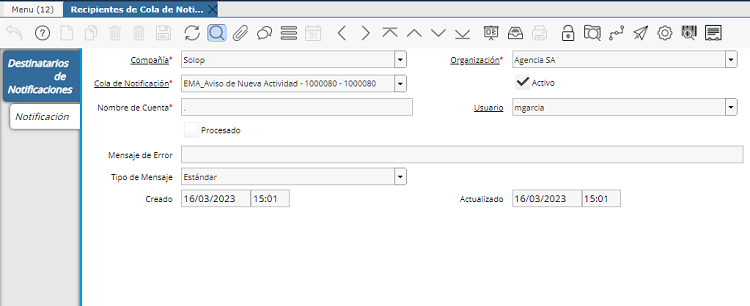 Menu (12) Recipientes de Cola de Noti...
Destinatarios de Notificaciones
Notificación
Compañía* Solop Organización* Agencia SA
Cola de Notificación* EMA_Aviso de Nueva Actividad - 1000080 - 1000080 Activo
Nombre de Cuenta* . Usuario mgarcia
Procesado
Mensaje de Error
Tipo de Mensaje Estándar
Creado 16/03/2023 15:01 Actualizado 16/03/2023 15:01
31